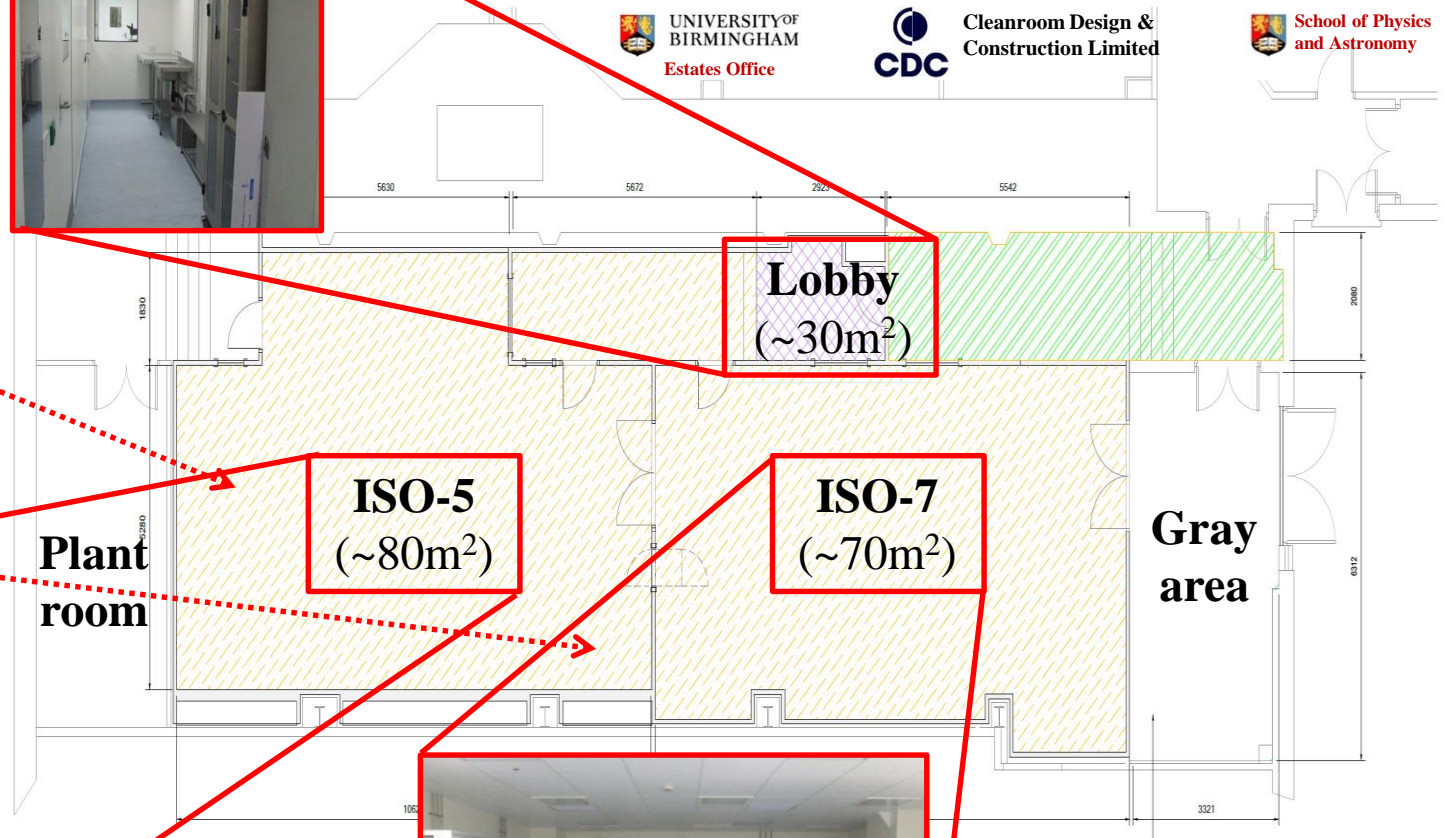 UNIVERSITY OF
BIRMINGHAM
Estates Office
CDC
Cleanroom Design &
Construction Limited
School of Physics
and Astronomy
5630
5672
2923
5542
1830
Lobby
(~30m²)
2080
ISO-5
(~80m²)
ISO-7
(~70m²)
Plant
room
Gray
area
6312
3321